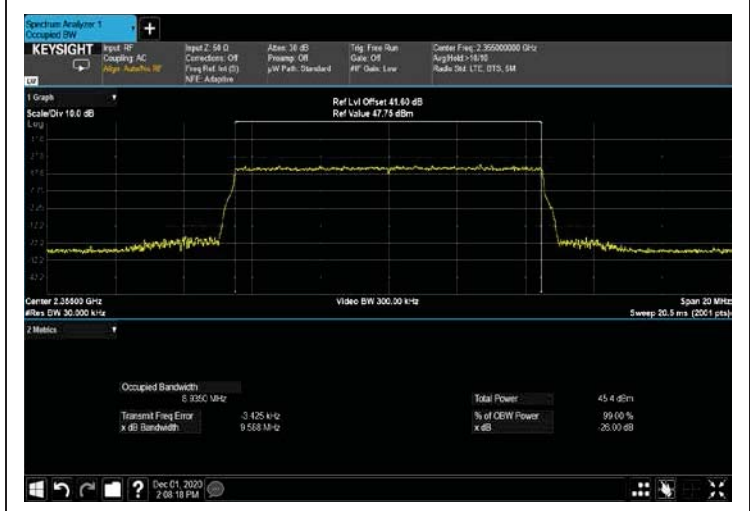 Spectrum Analyzer 1
Occupied BW
+
KEYSIGHT
Input: RF
Coupling: AC
Align: Auto/No RF
Input Z: 50 Ω
Corrections: Off
Freq Ref: Int (S)
NFE: Adaptive
Atten: 30 dB
Preamp: Off
µW Path: Standard
Trig: Free Run
Gate: Off
#IF Gain: Low
Center Freq: 2.355000000 GHz
Avg|Hold:>10/10
Radio Std: LTE, BTS, 5M
1 Graph
Scale/Div 10.0 dB
Ref Lvl Offset 41.60 dB
Ref Value 47.75 dBm
Log
Center 2.35500 GHz
Video BW 300.00 kHz
Span 20 MHz
#Res BW 30.000 kHz
Sweep 20.5 ms (2001 pts)
2 Metrics
Occupied Bandwidth
8.9350 MHz
Total Power 45.4 dBm
Transmit Freq Error -3.425 kHz
% of OBW Power 99.00 %
x dB Bandwidth 9.568 MHz
x dB -26.00 dB
?
Dec 01, 2020
2:08:18 PM